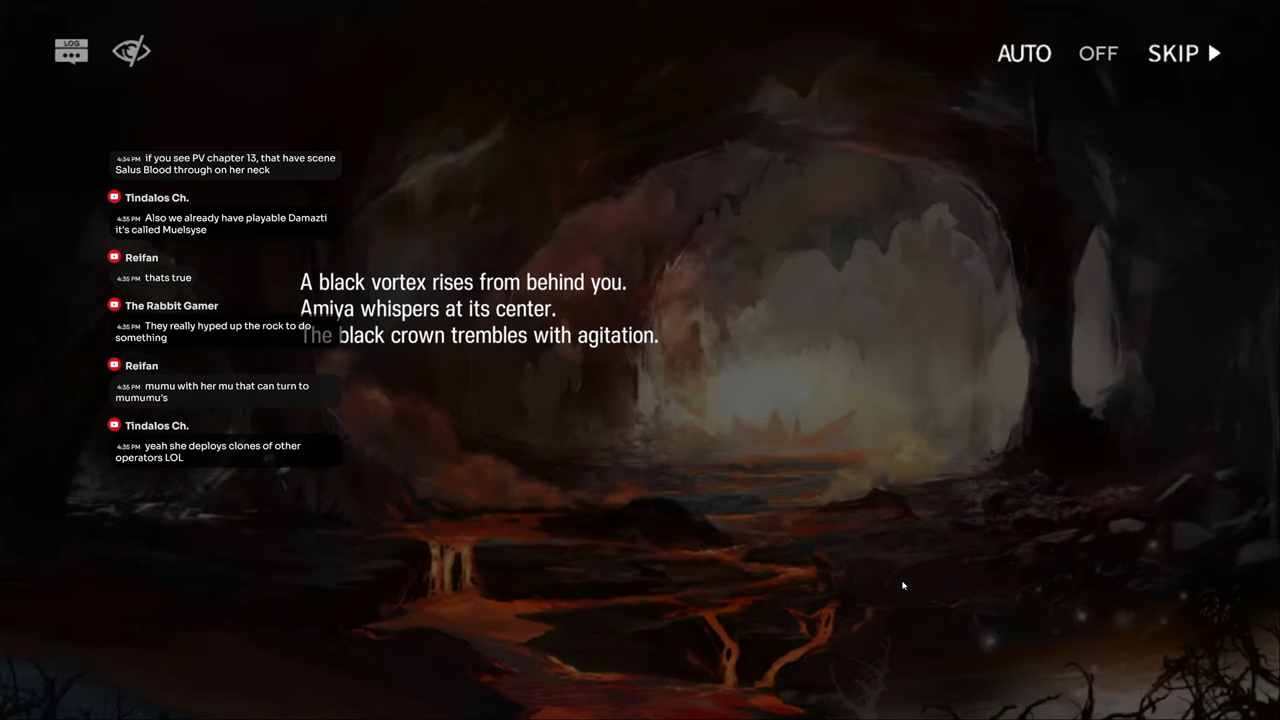 LOG
AUTO
OFF
SKIP
4:34 PM if you see PV chapter 13, that have scene
Salus Blood through on her neck
Tindalos Ch.
4:35 PM Also we already have playable Damazti
it's called Muelsyse
Reifan
4:35 PM thats true
The Rabbit Gamer
4:35 PM They really hyped up the rock to do
something
Reifan
4:35 PM mumu with her mu that can turn to
mumumu's
Tindalos Ch.
4:35 PM yeah she deploys clones of other
operators LOL
A black vortex rises from behind you.
Amiya whispers at its center.
The black crown trembles with agitation.